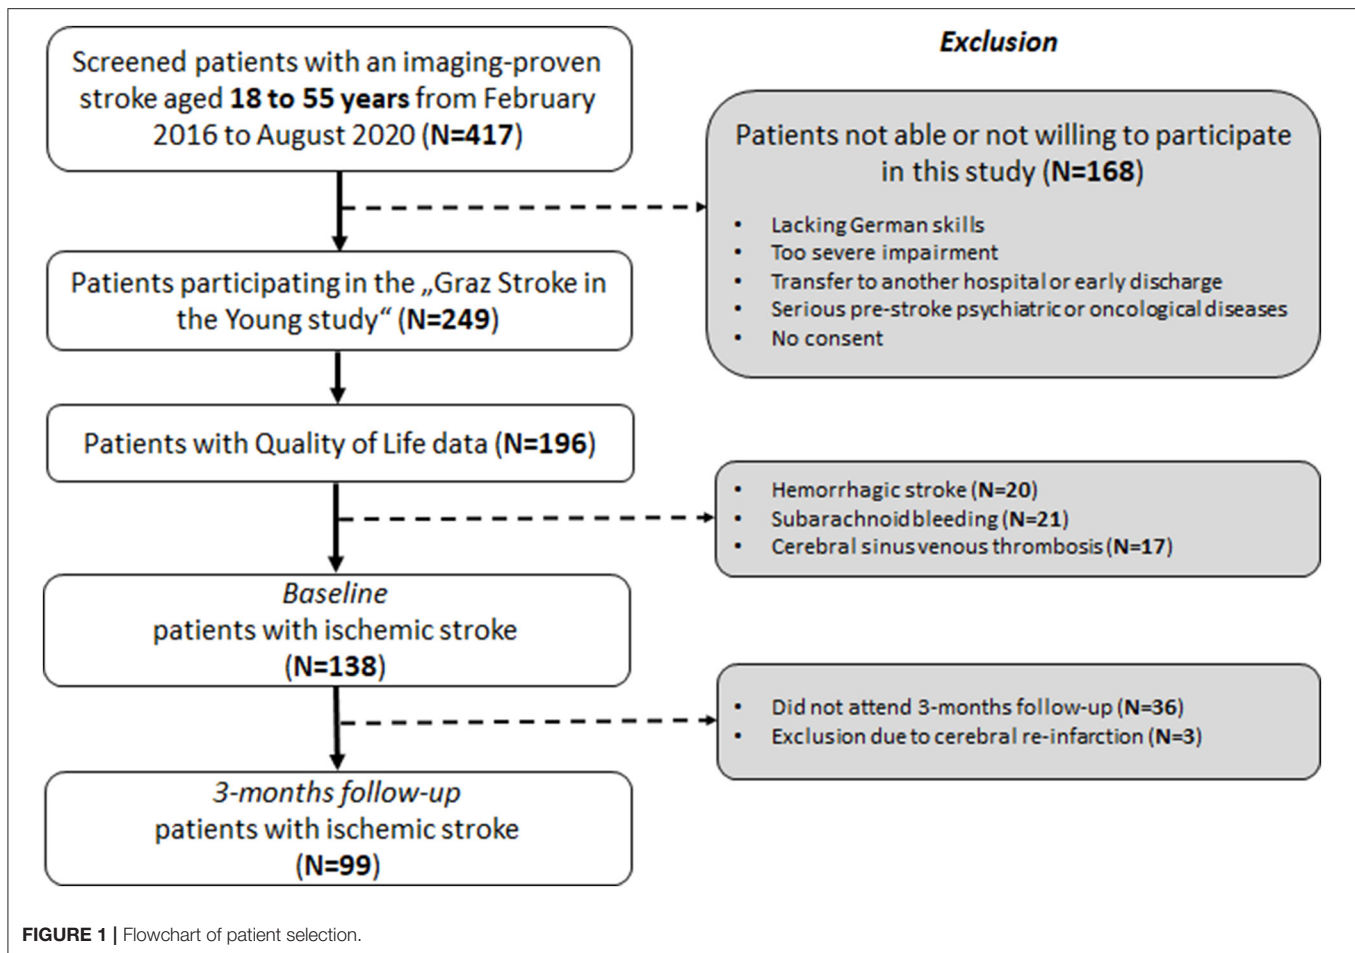 Screened patients with an imaging-proven
stroke aged 18 to 55 years from February
2016 to August 2020 (N=417)
Exclusion
Patients not able or not willing to participate
in this study (N=168)
• Lacking German skills
• Too severe impairment
• Transfer to another hospital or early discharge
• Serious pre-stroke psychiatric or oncological diseases
• No consent
Patients participating in the „Graz Stroke in
the Young study“ (N=249)
Patients with Quality of Life data (N=196)
• Hemorrhagic stroke (N=20)
• Subarachnoid bleeding (N=21)
• Cerebral sinus venous thrombosis (N=17)
Baseline
patients with ischemic stroke
(N=138)
• Did not attend 3-months follow-up (N=36)
• Exclusion due to cerebral re-infarction (N=3)
3-months follow-up
patients with ischemic stroke
(N=99)
FIGURE 1 | Flowchart of patient selection.